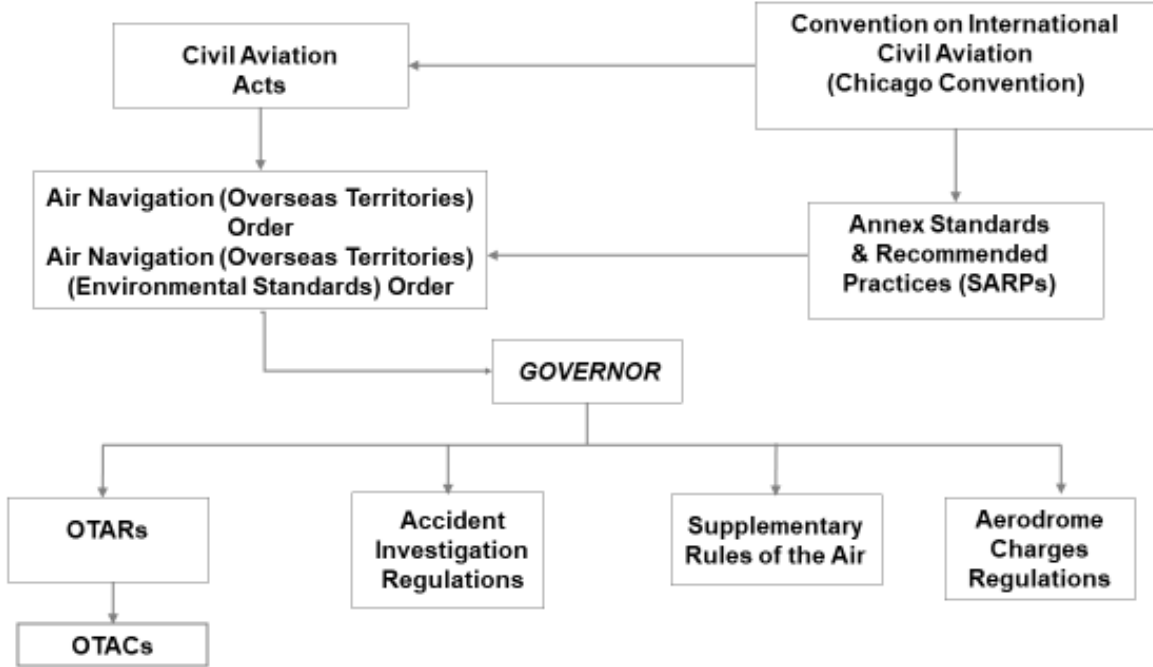 Civil Aviation
Acts
Convention on International
Civil Aviation
(Chicago Convention)
Air Navigation (Overseas Territories)
Order
Air Navigation (Overseas Territories)
(Environmental Standards) Order
Annex Standards
& Recommended
Practices (SARPs)
GOVERNOR
OTARs
Accident
Investigation
Regulations
Supplementary
Rules of the Air
Aerodrome
Charges
Regulations
OTACs